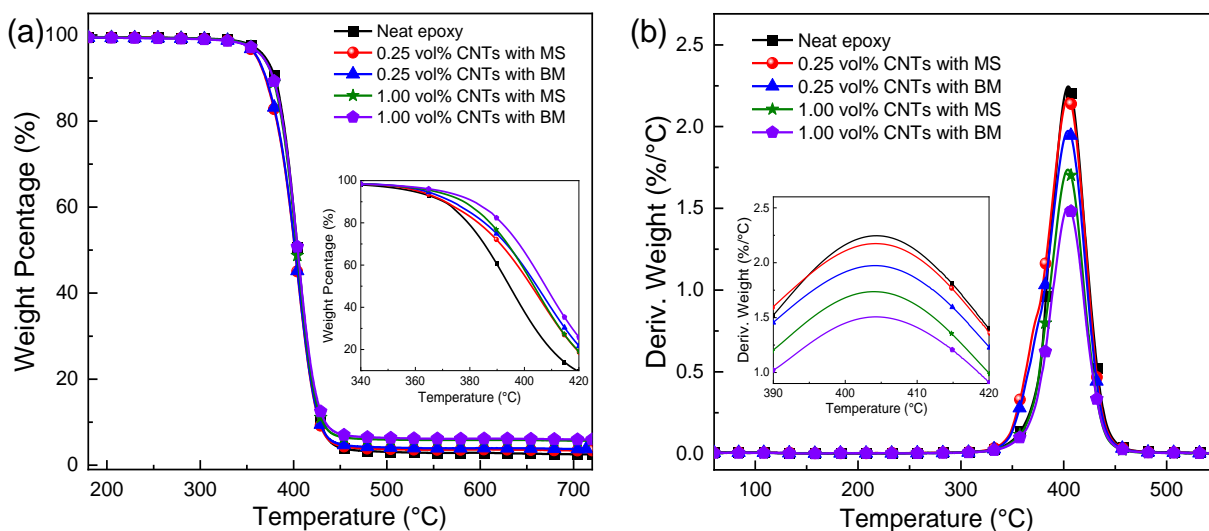 (a)
100
80
60
40
20
0
Weight Pcentage (%)
200
300
400
500
600
700
Temperature (°C)
Neat epoxy
0.25 vol% CNTs with MS
0.25 vol% CNTs with BM
1.00 vol% CNTs with MS
1.00 vol% CNTs with BM
100
80
60
40
20
Weight Pcentage (%)
340
360
380
400
420
Temperature (°C)
(b)
2.5
2.0
1.5
1.0
0.5
0.0
Deriv. Weight (%/°C)
100
200
300
400
500
Temperature (°C)
Neat epoxy
0.25 vol% CNTs with MS
0.25 vol% CNTs with BM
1.00 vol% CNTs with MS
1.00 vol% CNTs with BM
2.5
2.0
1.5
1.0
Deriv. Weight (%/°C)
390
400
410
420
Temperature (°C)